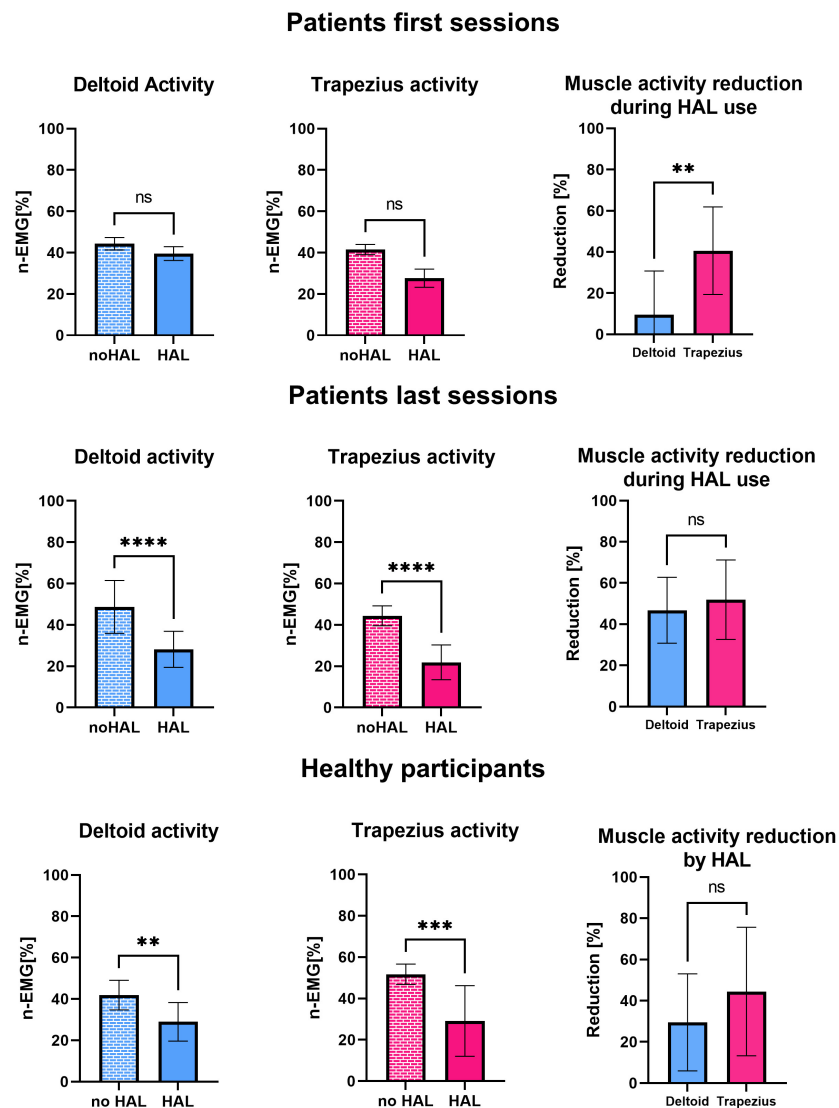 Patients first sessions
Deltoid Activity
n-EMG[%]
100
80
60
40
20
0
ns
noHAL HAL
Trapezius activity
n-EMG[%]
100
80
60
40
20
0
ns
noHAL HAL
Muscle activity reduction
during HAL use
Reduction [%]
100
80
60
40
20
0
**
Deltoid Trapezius
Patients last sessions
Deltoid activity
n-EMG[%]
100
80
60
40
20
0
****
noHAL HAL
Trapezius activity
n-EMG[%]
100
80
60
40
20
0
****
noHAL HAL
Muscle activity reduction
during HAL use
Reduction [%]
100
80
60
40
20
0
ns
Deltoid Trapezius
Healthy participants
Deltoid activity
n-EMG[%]
100
80
60
40
20
0
**
no HAL HAL
Trapezius activity
n-EMG[%]
100
80
60
40
20
0
***
no HAL HAL
Muscle activity reduction
by HAL
Reduction [%]
100
80
60
40
20
0
ns
Deltoid Trapezius